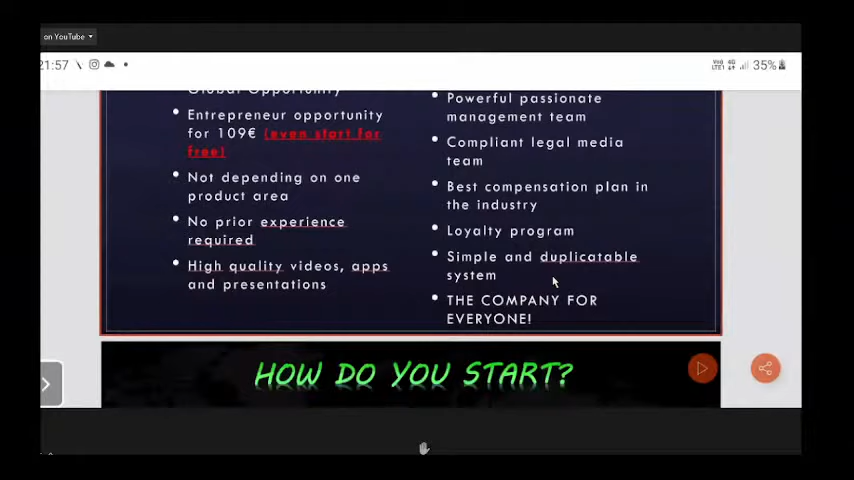 on YouTube
21:57
35%
Global Opportunity
Entrepreneur opportunity
for 109€ (even start for
free)
Not depending on one
product area
No prior experience
required
High quality videos, apps
and presentations
Powerful passionate
management team
Compliant legal media
team
Best compensation plan in
the industry
Loyalty program
Simple and duplicatable
system
THE COMPANY FOR
EVERYONE!
HOW DO YOU START?